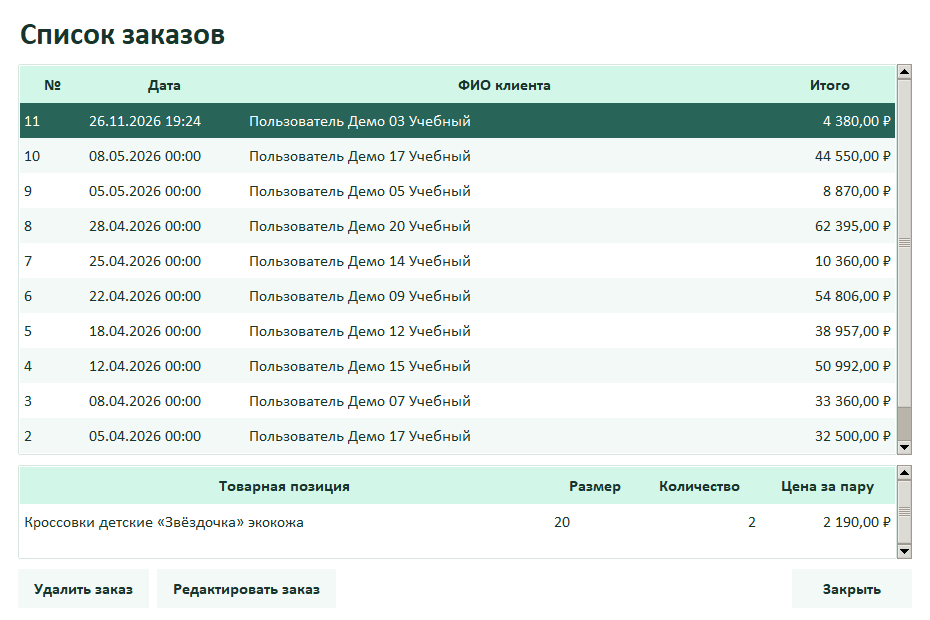 Список заказов
№ Дата ФИО клиента Итого
11 26.11.2026 19:24 Пользователь Демо 03 Учебный 4 380,00 ₽
10 08.05.2026 00:00 Пользователь Демо 17 Учебный 44 550,00 ₽
9 05.05.2026 00:00 Пользователь Демо 05 Учебный 8 870,00 ₽
8 28.04.2026 00:00 Пользователь Демо 20 Учебный 62 395,00 ₽
7 25.04.2026 00:00 Пользователь Демо 14 Учебный 10 360,00 ₽
6 22.04.2026 00:00 Пользователь Демо 09 Учебный 54 806,00 ₽
5 18.04.2026 00:00 Пользователь Демо 12 Учебный 38 957,00 ₽
4 12.04.2026 00:00 Пользователь Демо 15 Учебный 50 992,00 ₽
3 08.04.2026 00:00 Пользователь Демо 07 Учебный 33 360,00 ₽
2 05.04.2026 00:00 Пользователь Демо 17 Учебный 32 500,00 ₽
Товарная позиция Размер Количество Цена за пару
Кроссовки детские «Звёздочка» экокожа 20 2 2 190,00 ₽
Удалить заказ Редактировать заказ Закрыть